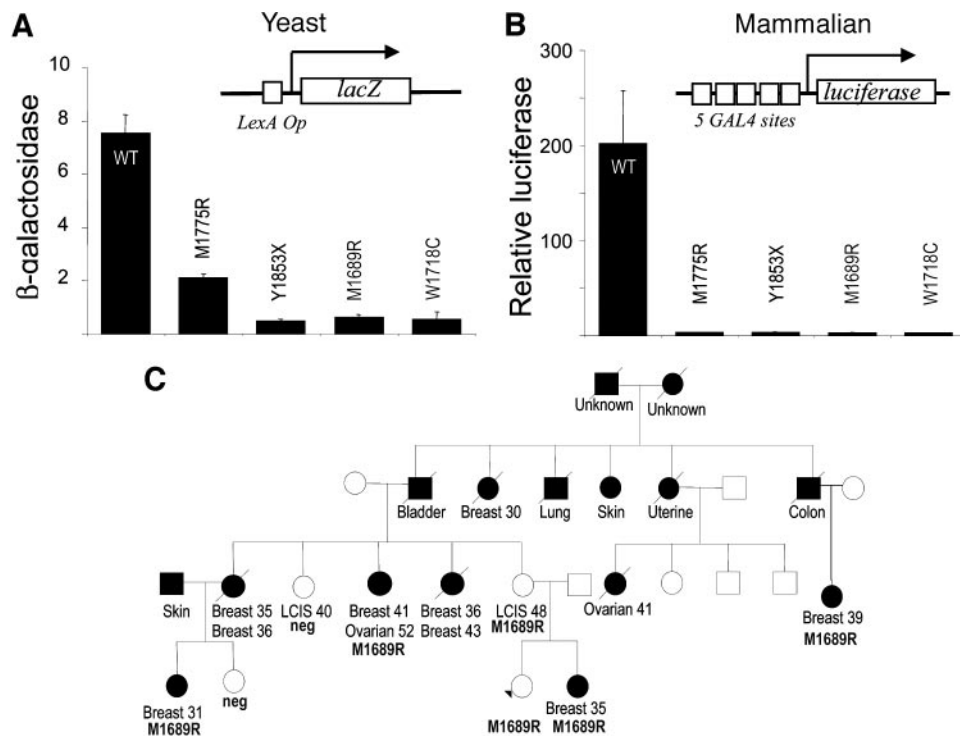 A
Yeast
10
8
6
4
2
ß-galactosidase
WT
M1775R
Y1853X
M1689R
W1718C
lacZ
LexA Op
B
Mammalian
300
200
100
Relative luciferase
WT
M1775R
Y1853X
M1689R
W1718C
luciferase
5 GAL4 sites
C
Unknown Unknown
Bladder Breast 30 Lung Skin Uterine Colon
Skin Breast 35 LCIS 40 Breast 41 Breast 36 LCIS 48 Ovarian 41 Breast 39
Breast 36 neg Ovarian 52 Breast 43 M1689R M1689R
M1689R
Breast 31 neg M1689R Breast 35
M1689R M1689R